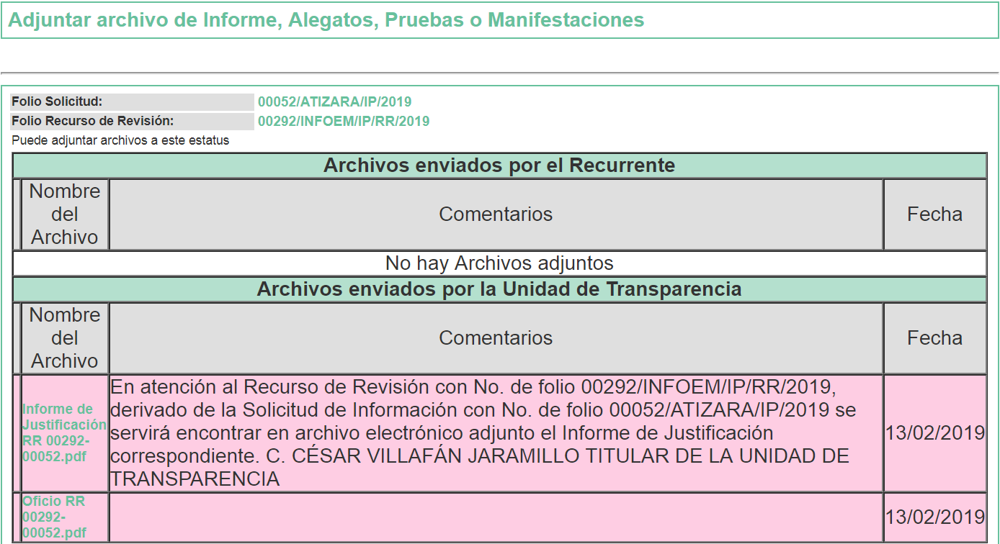 Adjuntar archivo de Informe, Alegatos, Pruebas o Manifestaciones
Folio Solicitud: 00052/ATIZARA/IP/2019
Folio Recurso de Revisión: 00292/INFOEM/IP/RR/2019
Puede adjuntar archivos a este estatus
Archivos enviados por el Recurrente
Nombre
del
Archivo
Comentarios
Fecha
No hay Archivos adjuntos
Archivos enviados por la Unidad de Transparencia
Nombre
del
Archivo
Comentarios
Fecha
Informe de
Justificación
RR 00292-
00052.pdf
En atención al Recurso de Revisión con No. de folio 00292/INFOEM/IP/RR/2019,
derivado de la Solicitud de Información con No. de folio 00052/ATIZARA/IP/2019 se
servirá encontrar en archivo electrónico adjunto el Informe de Justificación
correspondiente. C. CÉSAR VILLAFÁN JARAMILLO TITULAR DE LA UNIDAD DE
TRANSPARENCIA
13/02/2019
Oficio RR
00292-
00052.pdf
13/02/2019